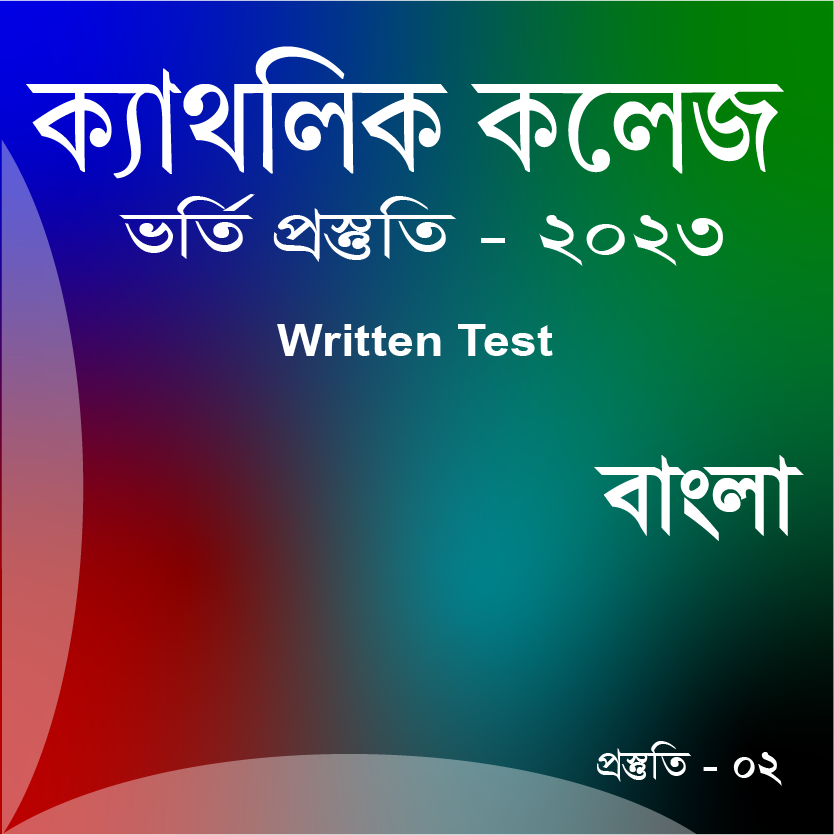 ক্যাথলিক কলেজ
ভর্তি প্রস্তুতি - ২০২৩
Written Test
বাংলা
প্রস্তুতি - ০২